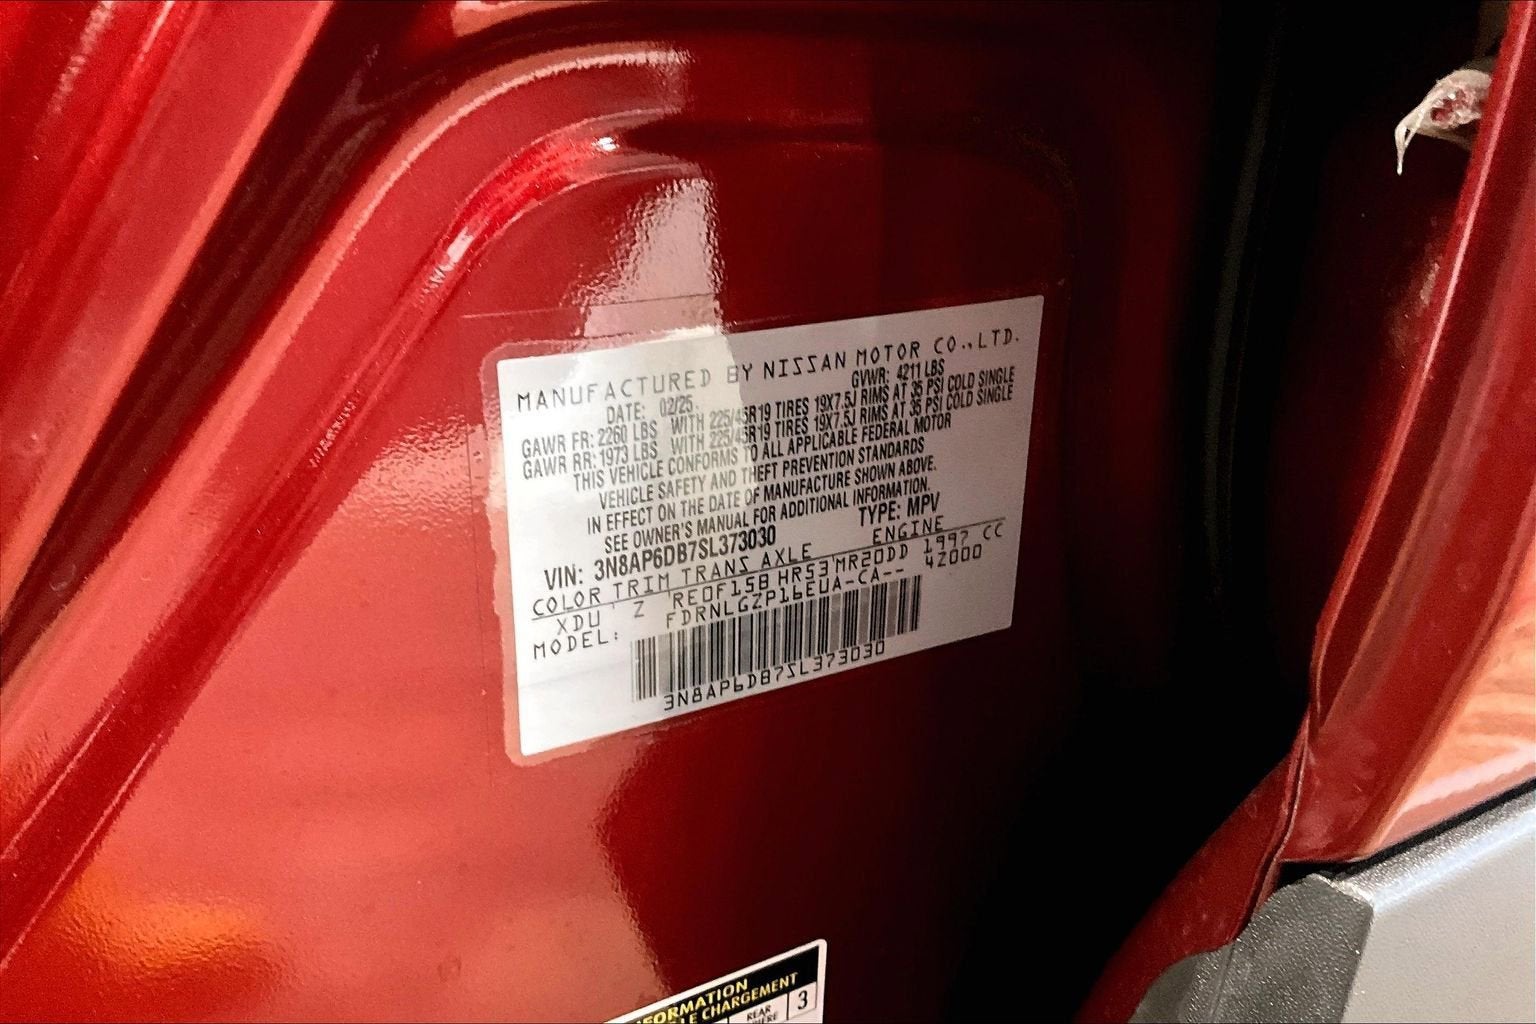 MANUFACTURED BY NISSAN MOTOR CO.,LTD.
DATE: 02/25 GVWR: 4211 LBS
GAWR FR: 2260 LBS WITH 225/45R19 TIRES 19X7.5J RIMS AT 35 PSI COLD SINGLE
GAWR RR: 1973 LBS WITH 225/45R19 TIRES 19X7.5J RIMS AT 35 PSI COLD SINGLE
THIS VEHICLE CONFORMS TO ALL APPLICABLE FEDERAL MOTOR
VEHICLE SAFETY AND THEFT PREVENTION STANDARDS
IN EFFECT ON THE DATE OF MANUFACTURE SHOWN ABOVE.
SEE OWNER'S MANUAL FOR ADDITIONAL INFORMATION.
VIN: 3N8AP6DB7SL373030 TYPE: MPV
COLOR TRIM TRANS AXLE ENGINE
XDU Z RE0F15B HR53 MR20DD 1997 CC
MODEL: FDRNLGZP16EUA-CA-- 42000
3N8AP6DB7SL373030
CHARGEMENT
REAR 3